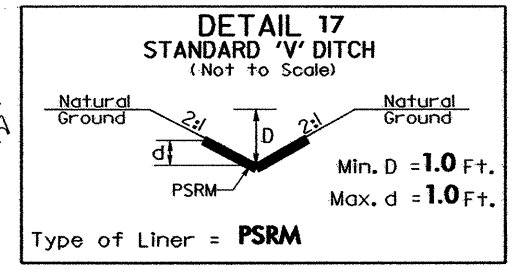 DETAIL 17
STANDARD 'V' DITCH
(Not to Scale)
Natural
Ground
2:1
D
2:1
Natural
Ground
d
Min. D = 1.0 Ft.
PSRM
Max. d = 1.0 Ft.
Type of Liner = PSRM